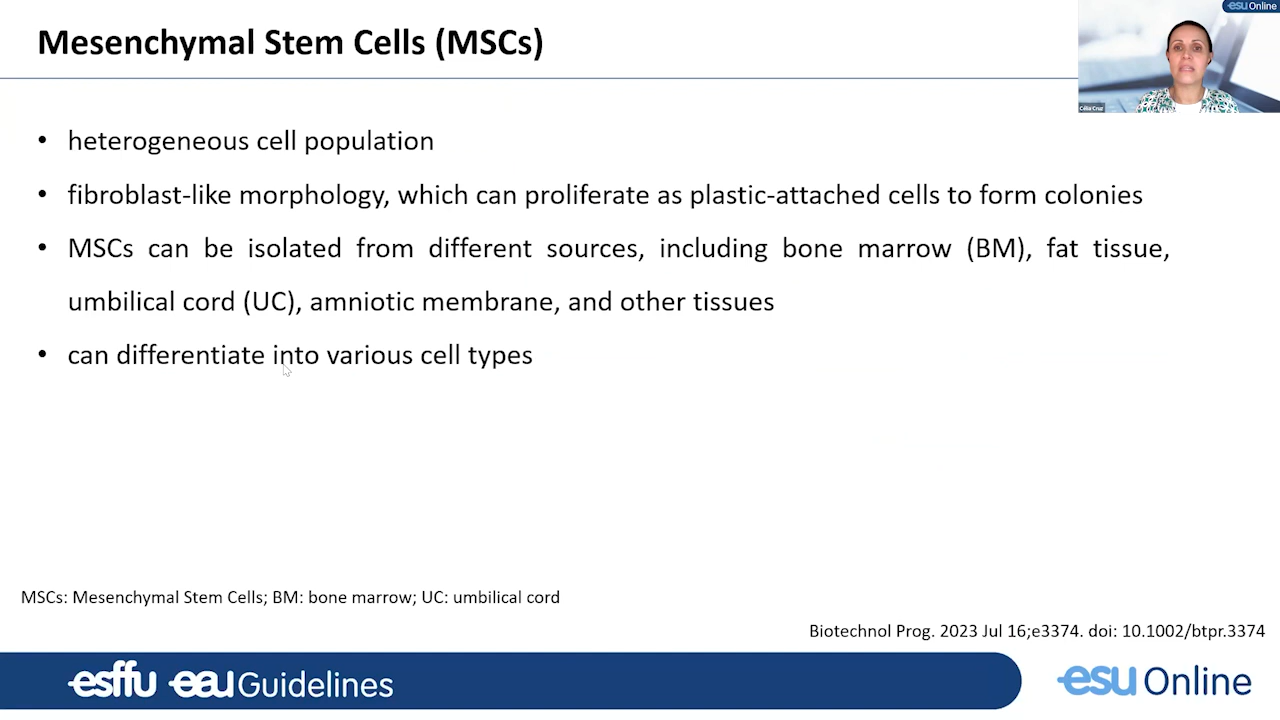 Mesenchymal Stem Cells (MSCs)
esu Online
Célia Cruz
• heterogeneous cell population
• fibroblast-like morphology, which can proliferate as plastic-attached cells to form colonies
• MSCs can be isolated from different sources, including bone marrow (BM), fat tissue,
umbilical cord (UC), amniotic membrane, and other tissues
• can differentiate into various cell types
MSCs: Mesenchymal Stem Cells; BM: bone marrow; UC: umbilical cord
Biotechnol Prog. 2023 Jul 16;e3374. doi: 10.1002/btpr.3374
esffu eau Guidelines
esu Online